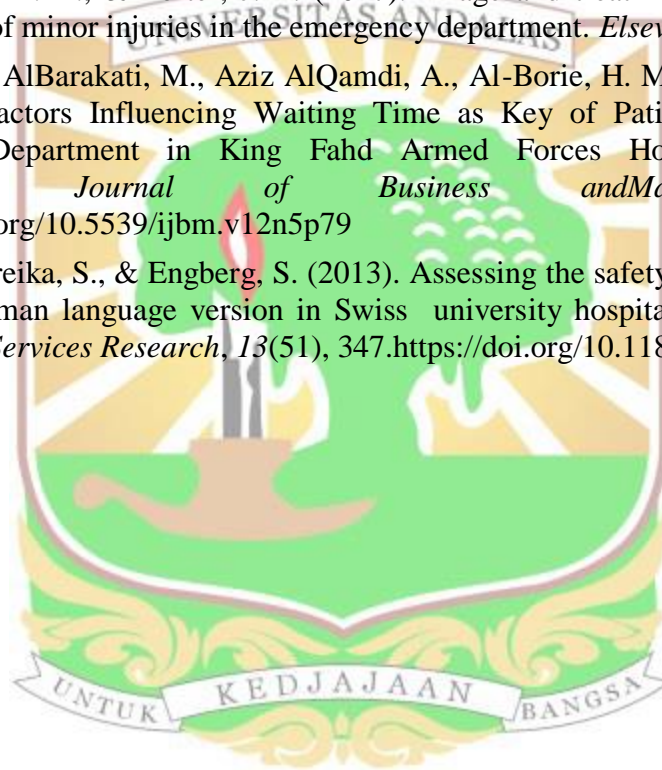 of minor injuries in the emergency department. Elsev
UNIVERSITAS ANDALAS
AlBarakati, M., Aziz AlQamdi, A., Al-Borie, H. M
actors Influencing Waiting Time as Key of Pati
Department in King Fahd Armed Forces Ho
Journal of Business andMa
org/10.5539/ijbm.v12n5p79
reika, S., & Engberg, S. (2013). Assessing the safety
man language version in Swiss university hospita
Services Research, 13(51), 347.https://doi.org/10.118
UNTUK KEDJAJAAN BANGSA